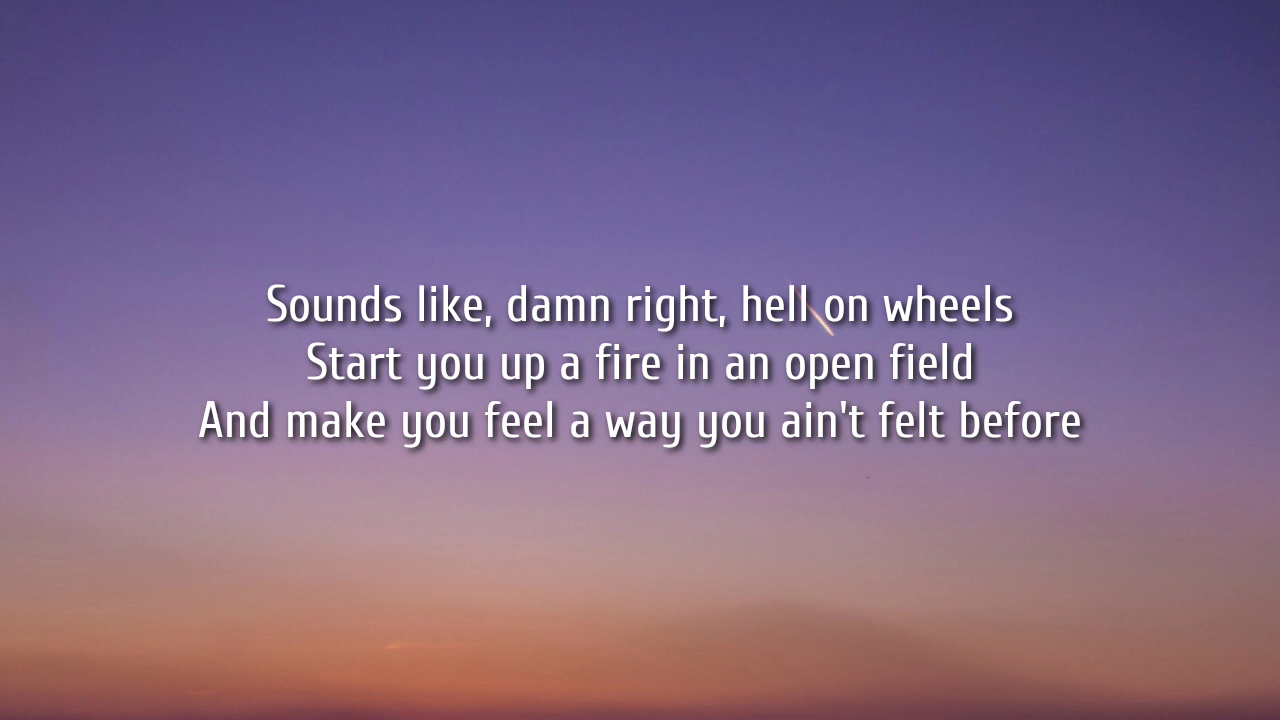 Sounds like, damn right, hell on wheels
Start you up a fire in an open field
And make you feel a way you ain't felt before